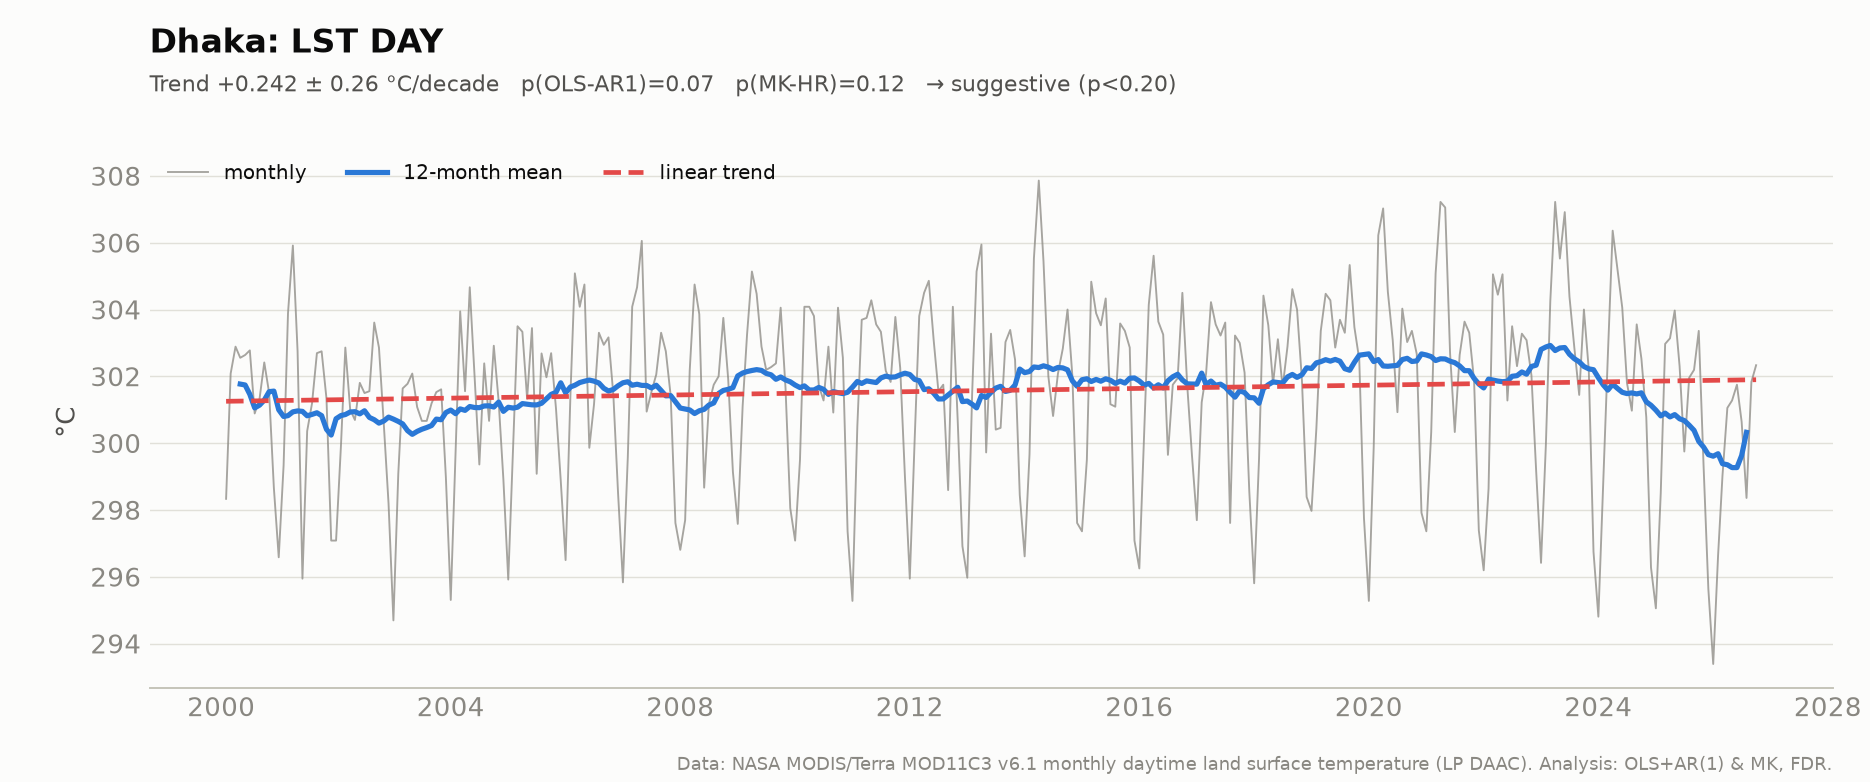 Dhaka: LST DAY
Trend +0.242 ± 0.26 °C/decade   p(OLS-AR1)=0.07   p(MK-HR)=0.12   → suggestive (p<0.20)
monthly   12-month mean   linear trend
308
306
304
302
300
298
296
294
°C
2000   2004   2008   2012   2016   2020   2024   2028
Data: NASA MODIS/Terra MOD11C3 v6.1 monthly daytime land surface temperature (LP DAAC). Analysis: OLS+AR(1) & MK, FDR.